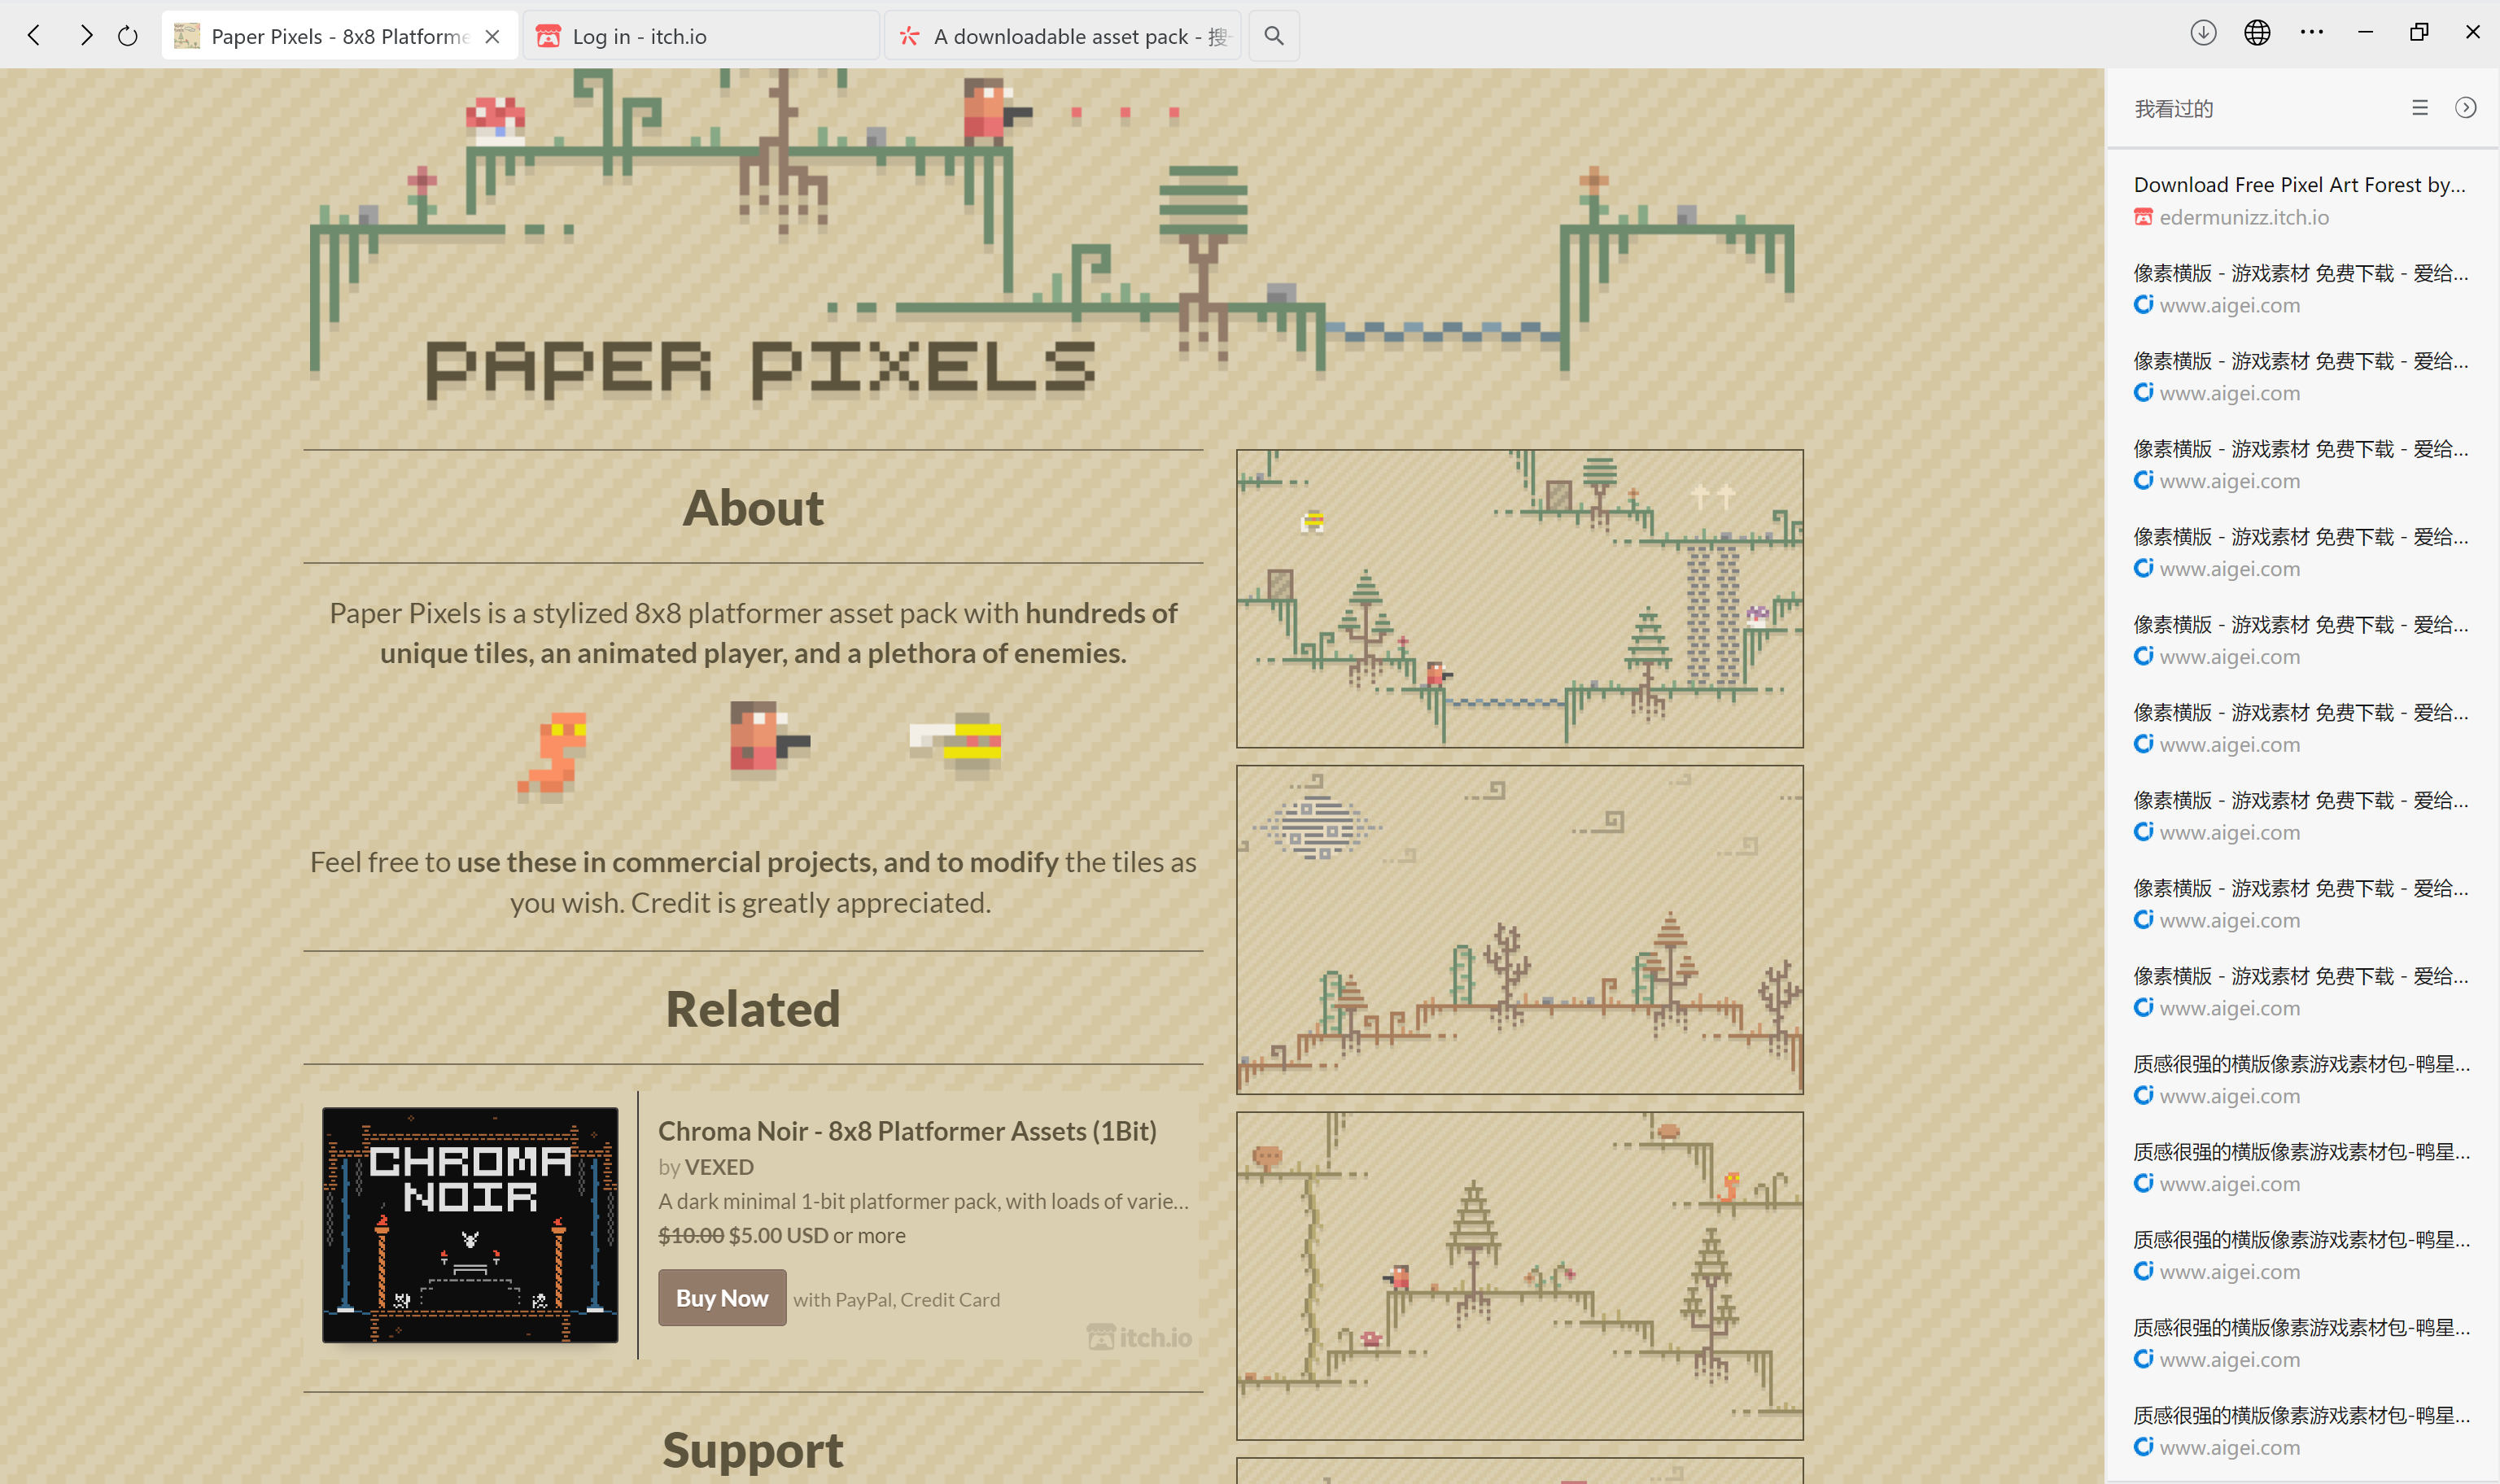 Paper Pixels - 8x8 Platforme
Log in - itch.io
A downloadable asset pack - 搜
PAPER PIXELS
About
Paper Pixels is a stylized 8x8 platformer asset pack with hundreds of
unique tiles, an animated player, and a plethora of enemies.
Feel free to use these in commercial projects, and to modify the tiles as
you wish. Credit is greatly appreciated.
Related
CHROMA
NOIR
Chroma Noir - 8x8 Platformer Assets (1Bit)
by VEXED
A dark minimal 1-bit platformer pack, with loads of varie...
$10.00 $5.00 USD or more
Buy Now with PayPal, Credit Card
itch.io
Support
我看过的
Download Free Pixel Art Forest by...
edermunizz.itch.io
像素横版 - 游戏素材 免费下载 - 爱给...
www.aigei.com
像素横版 - 游戏素材 免费下载 - 爱给...
www.aigei.com
像素横版 - 游戏素材 免费下载 - 爱给...
www.aigei.com
像素横版 - 游戏素材 免费下载 - 爱给...
www.aigei.com
像素横版 - 游戏素材 免费下载 - 爱给...
www.aigei.com
像素横版 - 游戏素材 免费下载 - 爱给...
www.aigei.com
像素横版 - 游戏素材 免费下载 - 爱给...
www.aigei.com
像素横版 - 游戏素材 免费下载 - 爱给...
www.aigei.com
像素横版 - 游戏素材 免费下载 - 爱给...
www.aigei.com
质感很强的横版像素游戏素材包-鸭星...
www.aigei.com
质感很强的横版像素游戏素材包-鸭星...
www.aigei.com
质感很强的横版像素游戏素材包-鸭星...
www.aigei.com
质感很强的横版像素游戏素材包-鸭星...
www.aigei.com
质感很强的横版像素游戏素材包-鸭星...
www.aigei.com